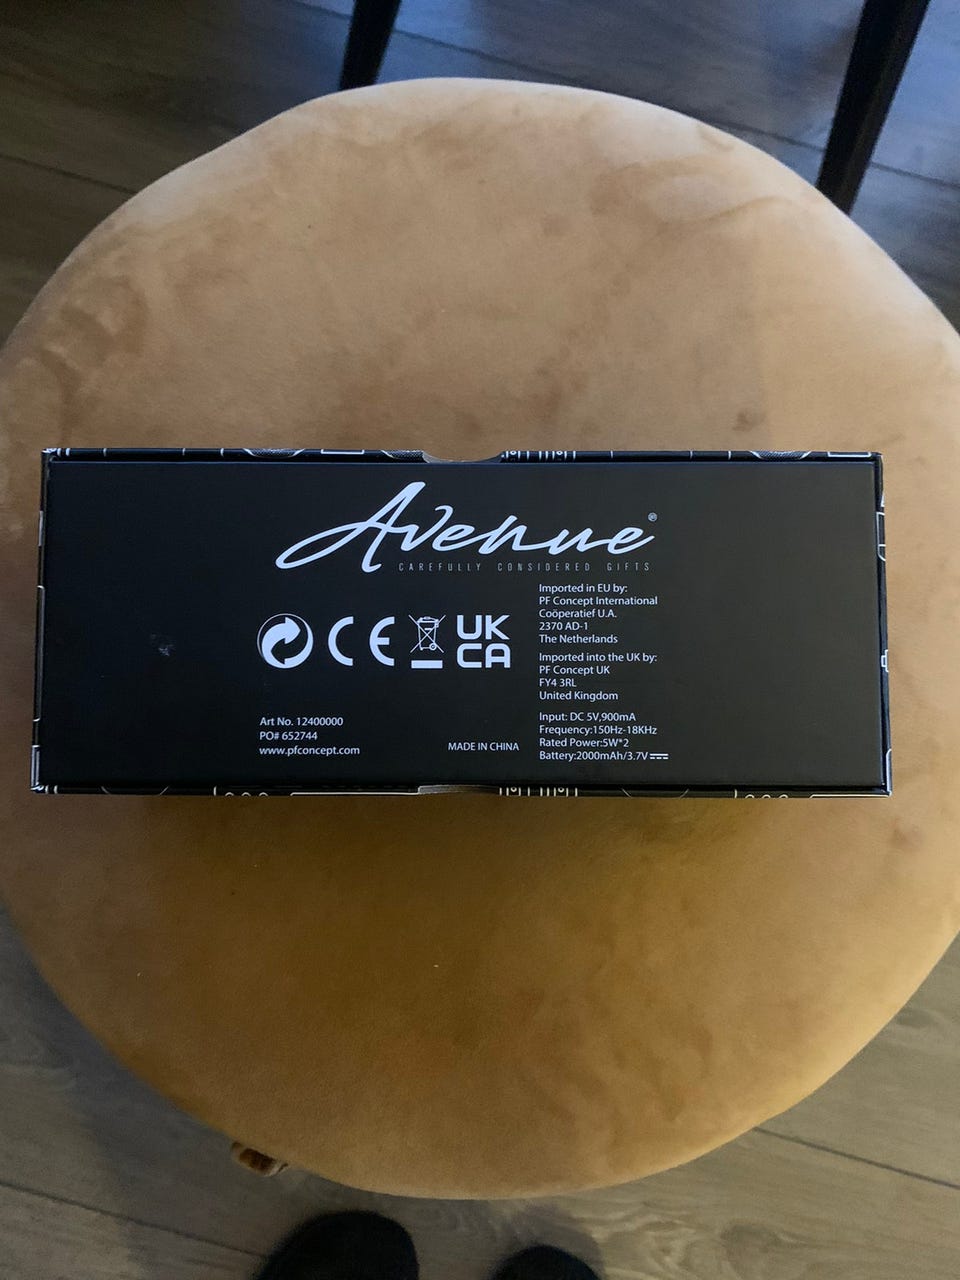 Avenue®
CAREFULLY CONSIDERED GIFTS
CE
UK
CA
Art No. 12400000
PO# 652744
www.pfconcept.com
MADE IN CHINA
Imported in EU by:
PF Concept International
Coöperatief U.A.
2370 AD-1
The Netherlands
Imported into the UK by:
PF Concept UK
FY4 3RL
United Kingdom
Input: DC 5V,900mA
Frequency:150Hz-18KHz
Rated Power:5W*2
Battery:2000mAh/3.7V